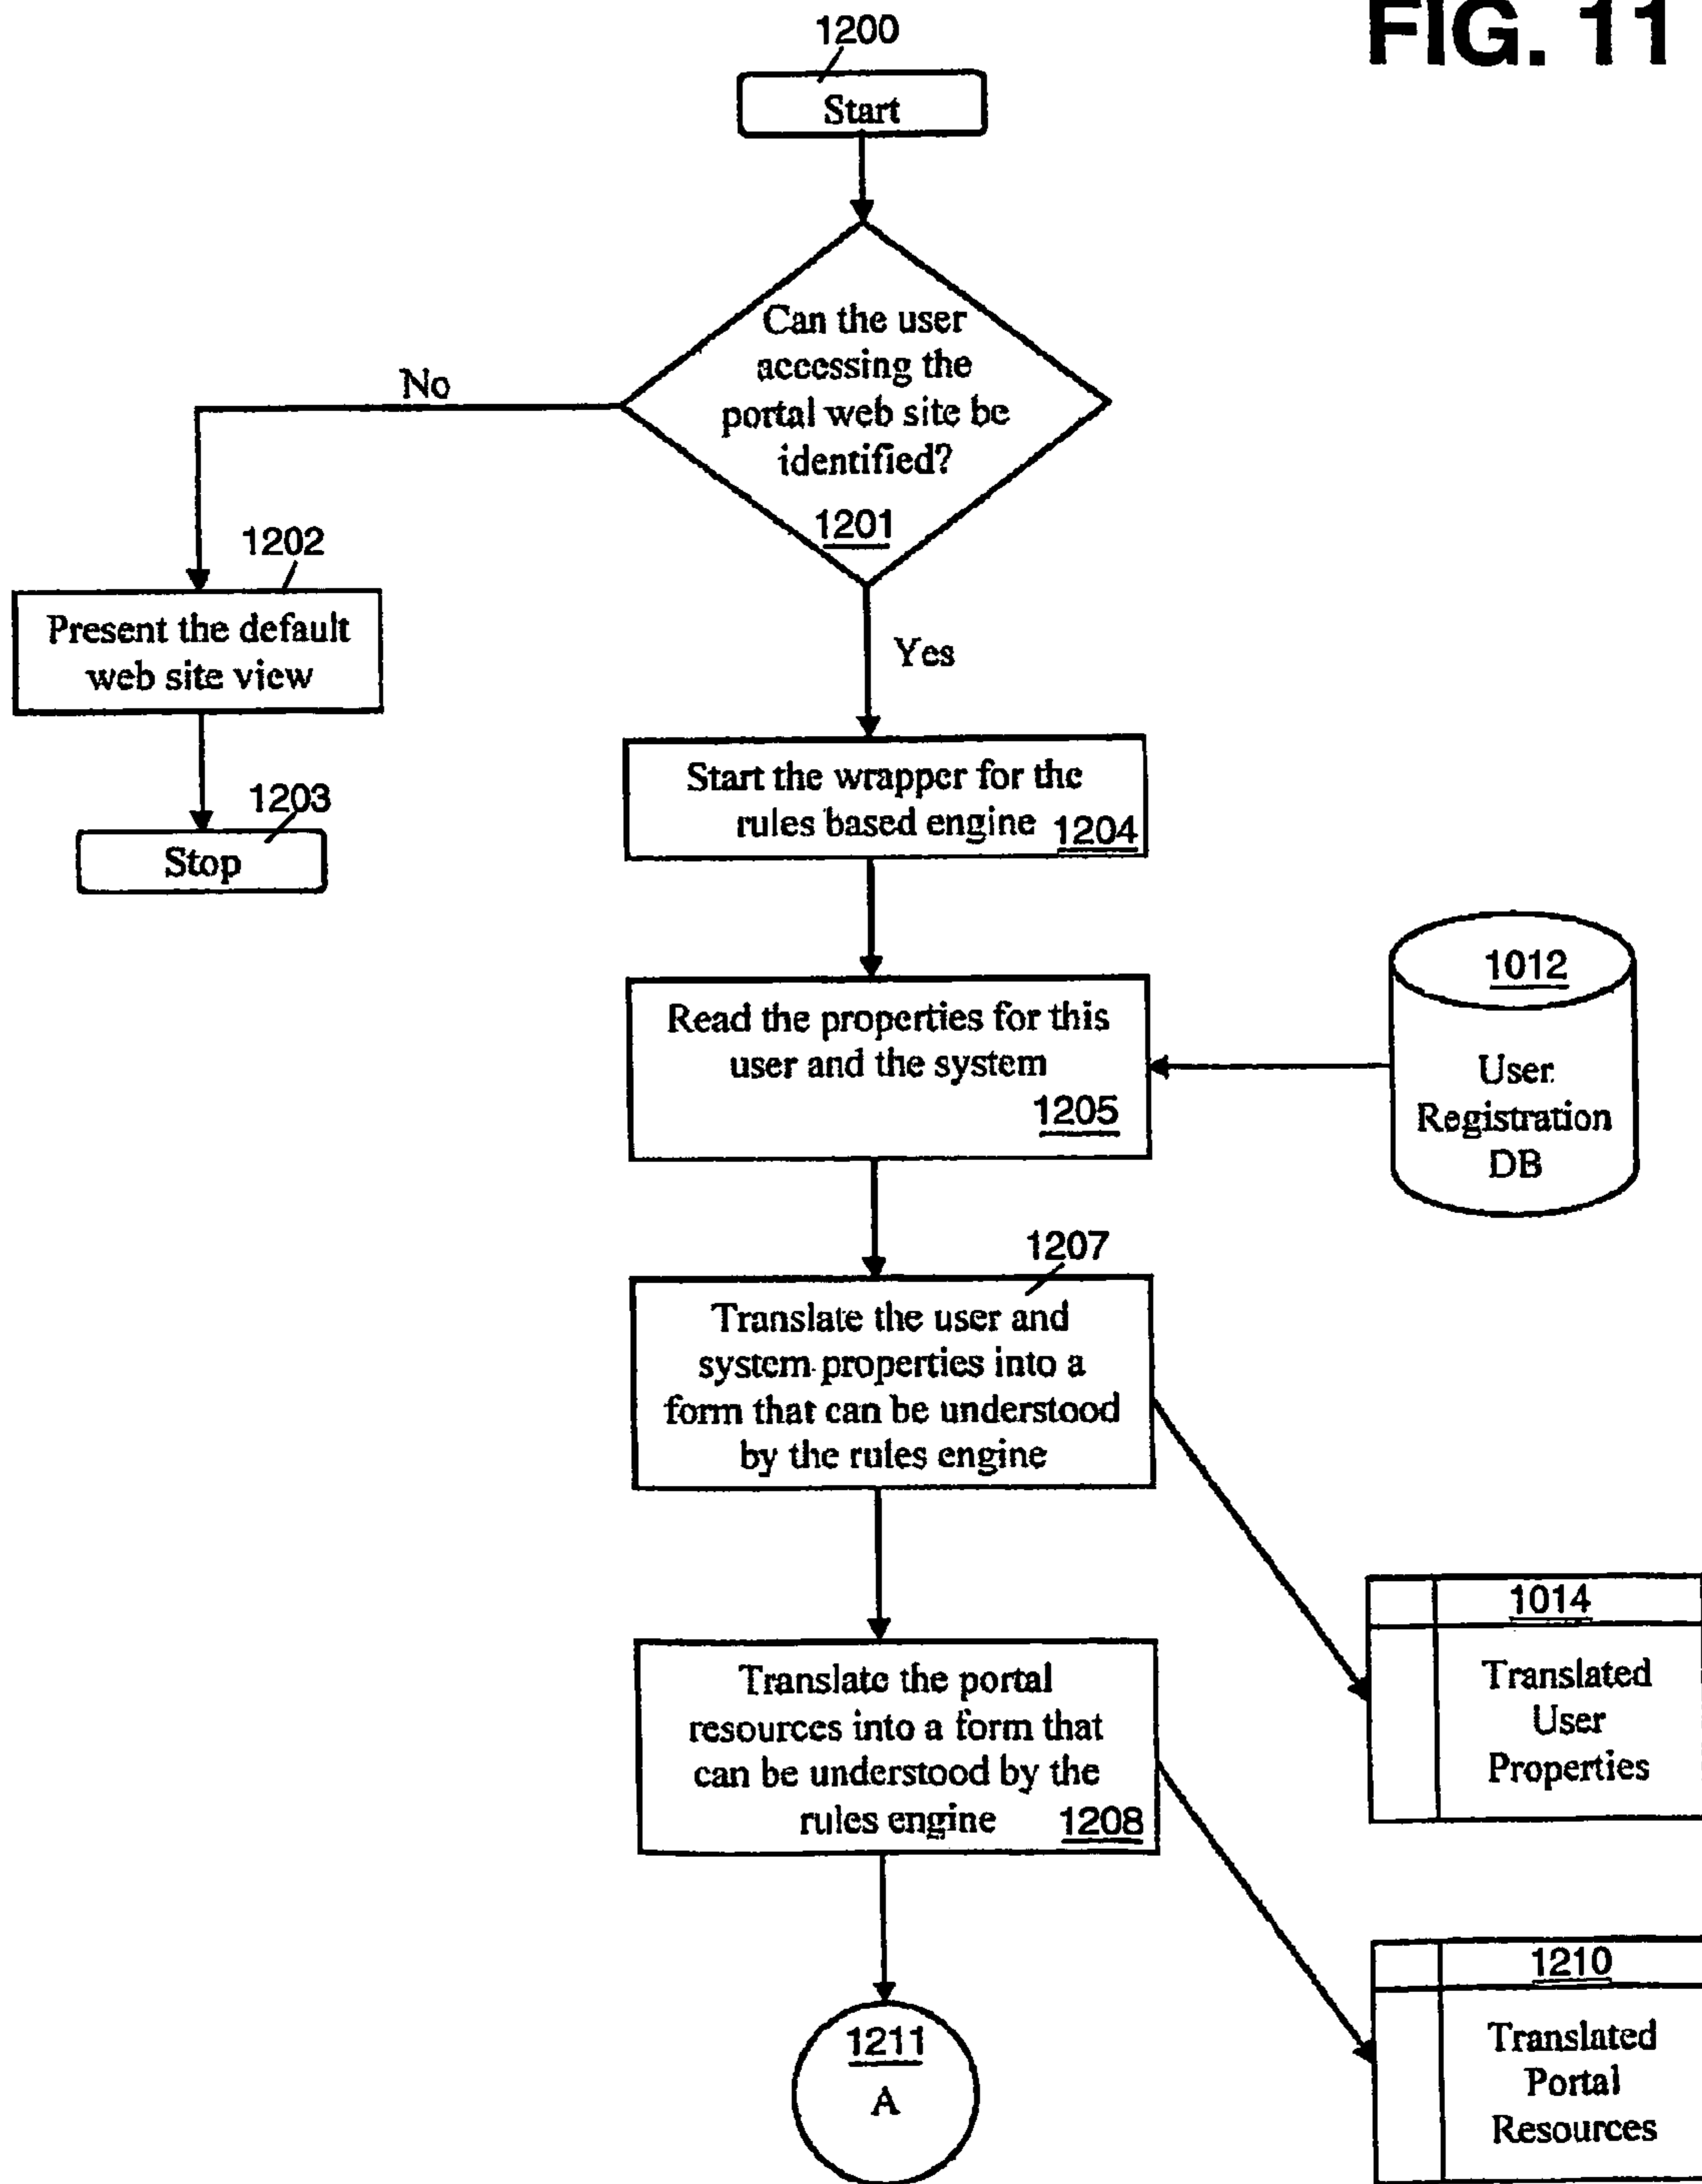 FIG. 11
1200
Start
Can the user
accessing the
portal web site be
identified?
1201
No
Yes
1202
Present the default
web site view
1203
Stop
Start the wrapper for the
rules based engine 1204
Read the properties for this
user and the system
1205
1012
User
Registration
DB
1207
Translate the user and
system properties into a
form that can be understood
by the rules engine
1014
Translated
User
Properties
Translate the portal
resources into a form that
can be understood by the
rules engine 1208
1210
Translated
Portal
Resources
1211
A